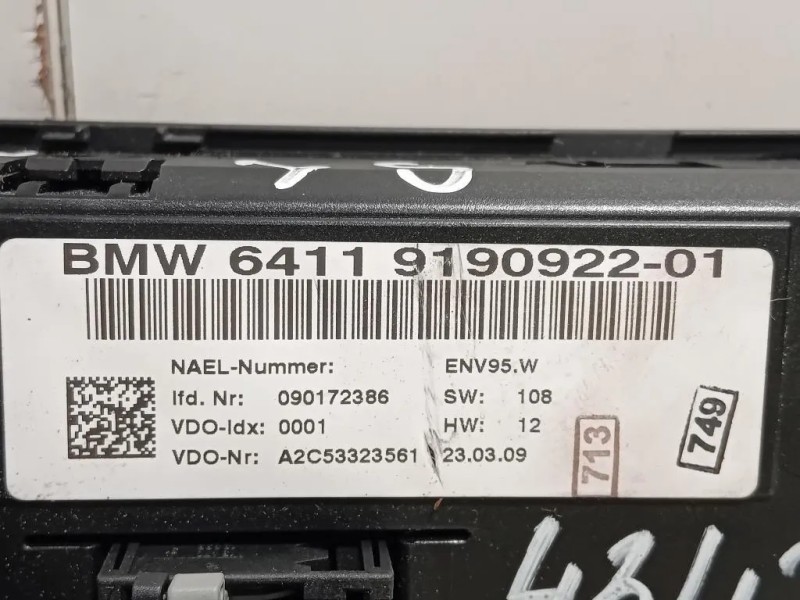 BMW 6411 9190922-01
NAEL-Nummer: ENV95.W
lfd. Nr: 090172386 SW: 108
VDO-Idx: 0001 HW: 12
VDO-Nr: A2C53323561 23.03.09
713
749